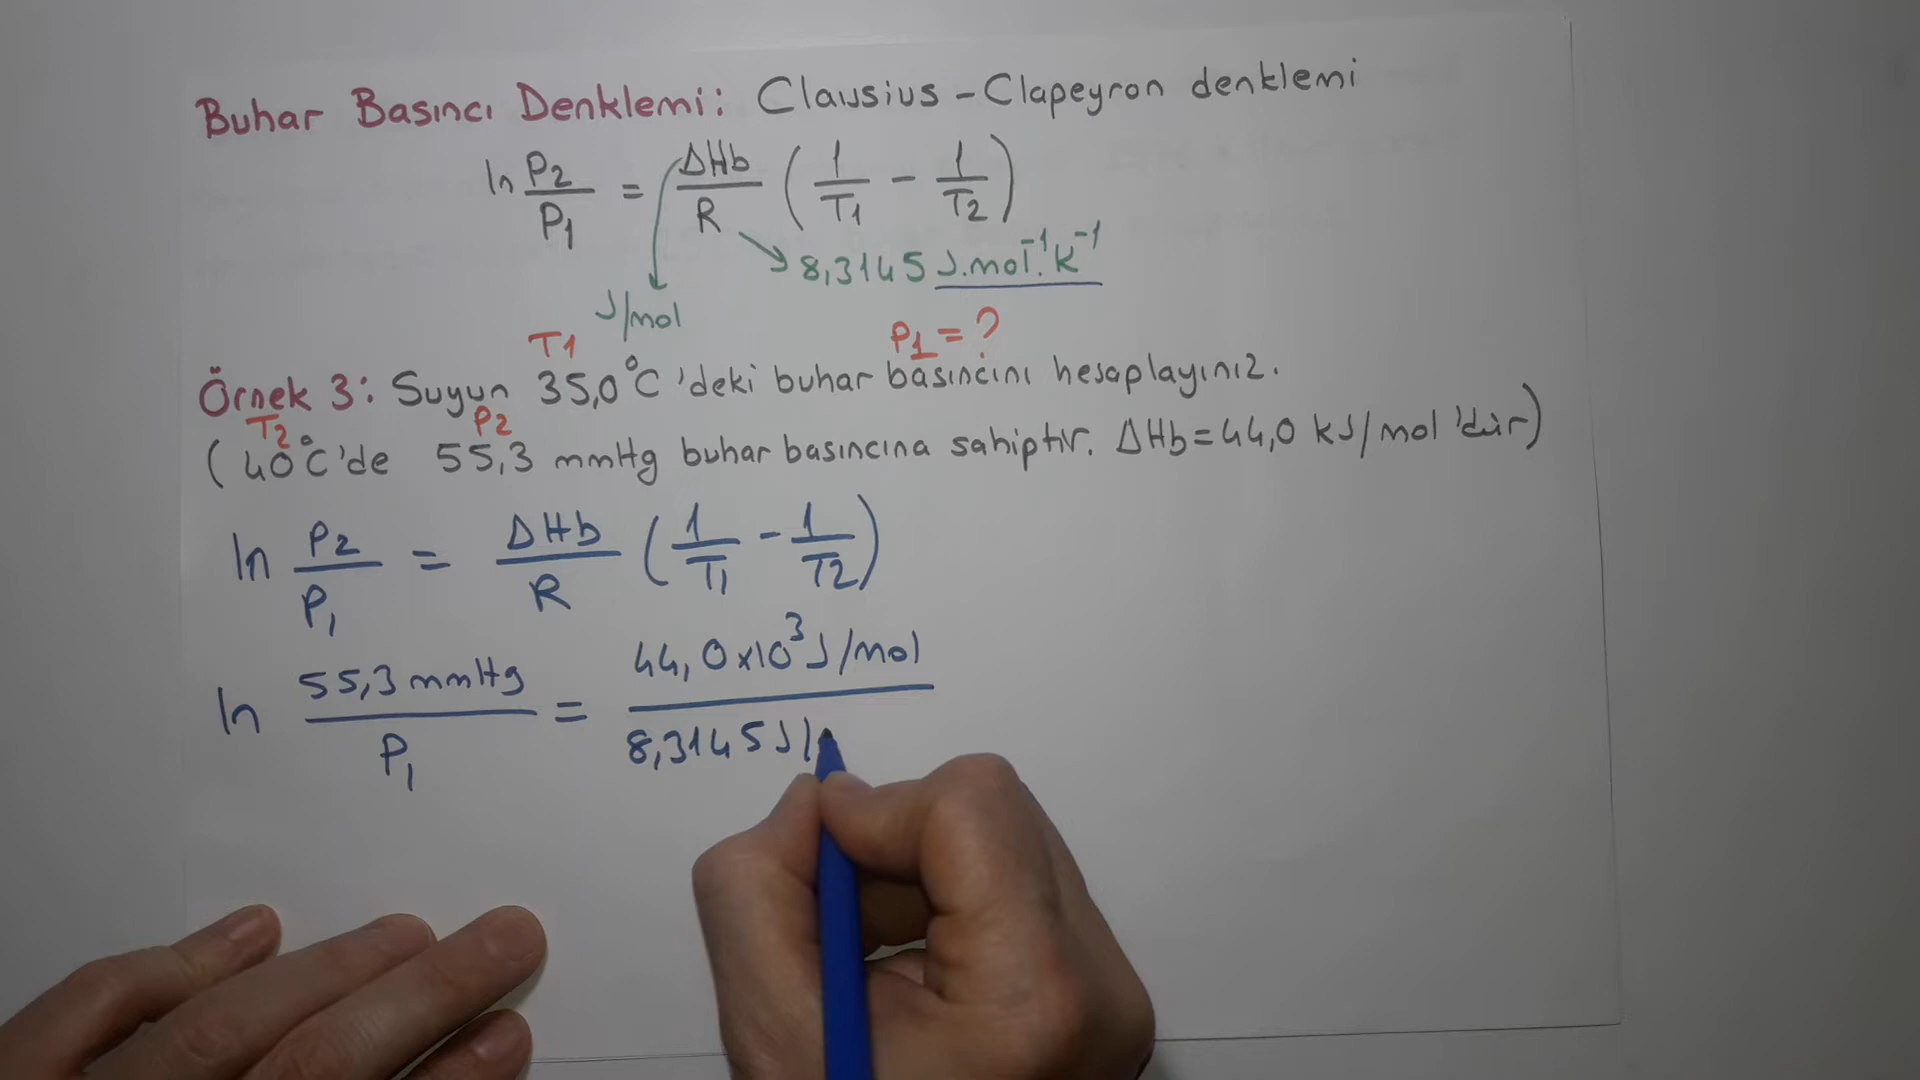 Buhar Basıncı Denklemi: Clausius-Clapeyron denklemi
ln P2/P1 = ΔHb/R (1/T1 - 1/T2)
8,3145 J.mol⁻¹.K⁻¹
J/mol
T1 P1 = ?
Örnek 3: Suyun 35,0°C'deki buhar basıncını hesaplayınız.
T2 P2
(40°C'de 55,3 mmHg buhar basıncına sahiptir. ΔHb=44,0 kJ/mol'dür)
ln P2/P1 = ΔHb/R (1/T1 - 1/T2)
ln 55,3 mmHg/P1 = 44,0x10³ J/mol / 8,3145 J/